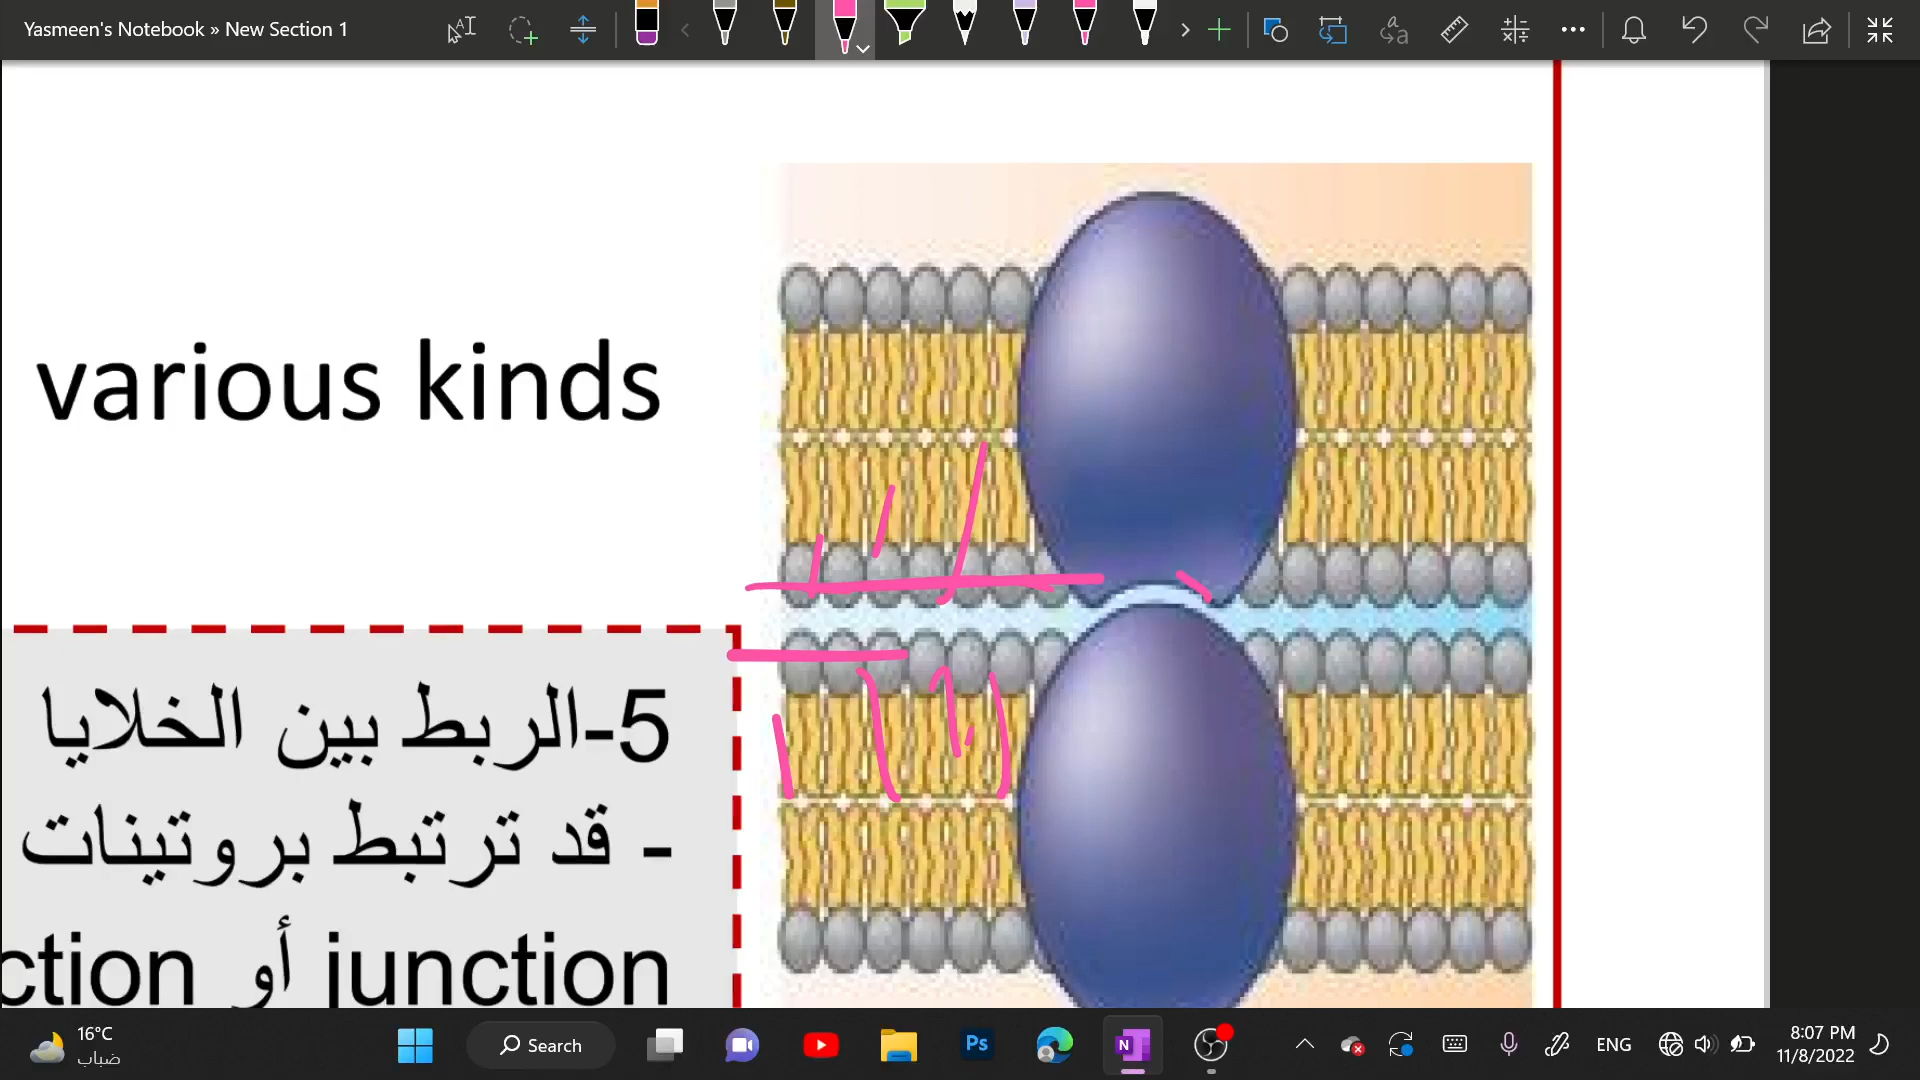 Yasmeen's Notebook » New Section 1
various kinds
5-الربط بين الخلايا
- قد ترتبط بروتينات
junction أو ction
16°C
ضباب
Search
Ps
N
ENG
8:07 PM
11/8/2022